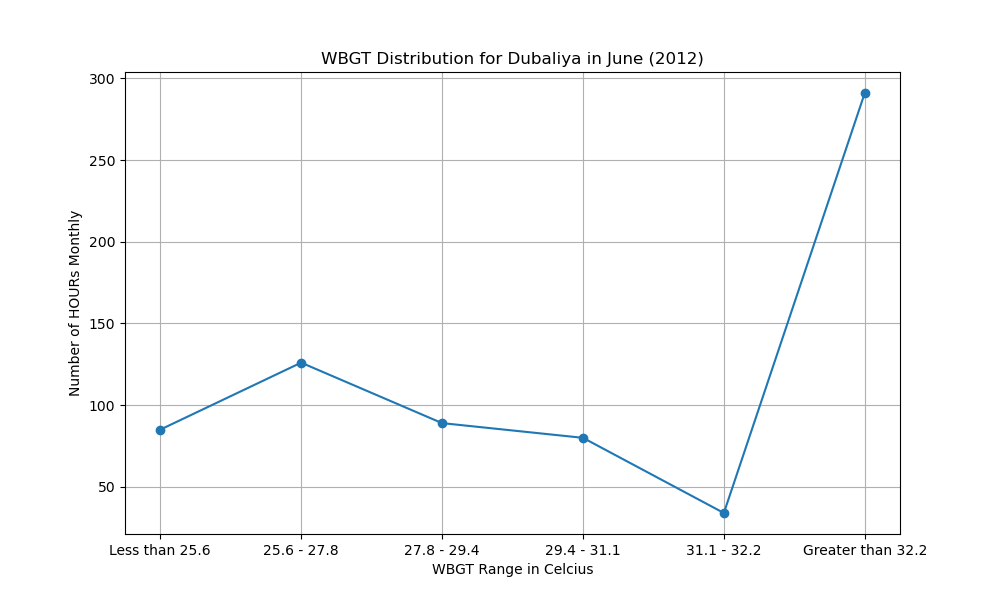 WBGT Distribution for Dubaliya in June (2012)
Number of HOURs Monthly
300
250
200
150
100
50
Less than 25.6 25.6 - 27.8 27.8 - 29.4 29.4 - 31.1 31.1 - 32.2 Greater than 32.2
WBGT Range in Celcius